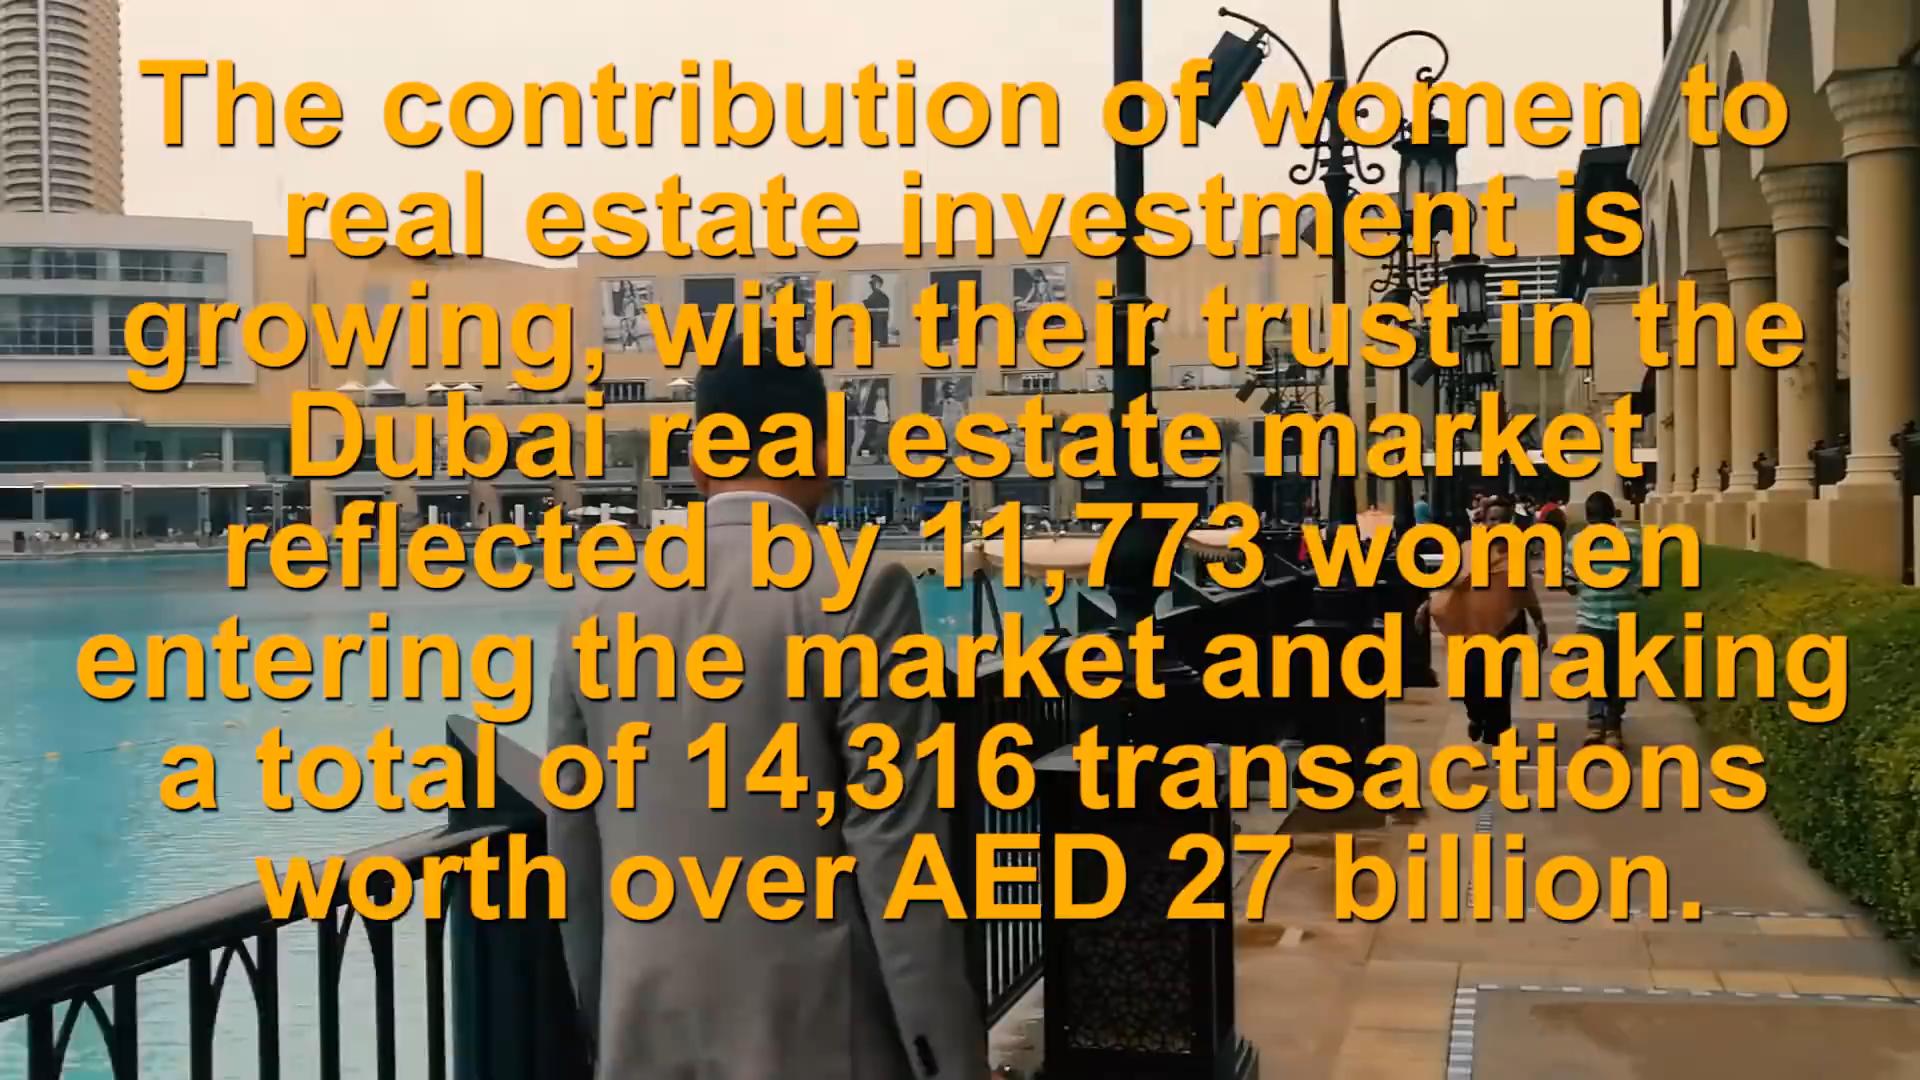 The contribution of women to
real estate investment is
growing, with their trust in the
Dubai real estate market
reflected by 11,773 women
entering the market and making
a total of 14,316 transactions
worth over AED 27 billion.